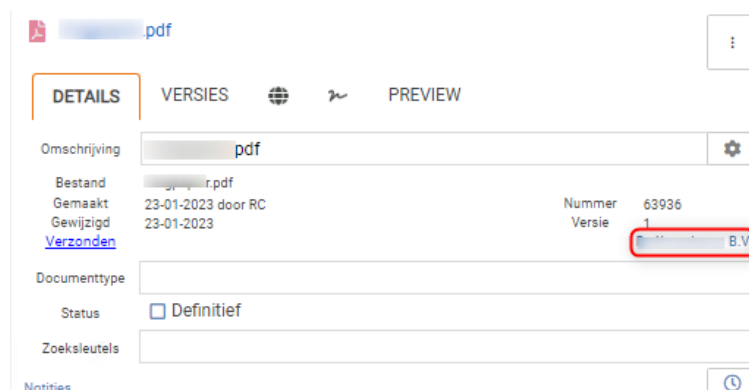 .pdf
DETAILS VERSIES PREVIEW
Omschrijving pdf
Bestand r.pdf
Gemaakt 23-01-2023 door RC Nummer 63936
Gewijzigd 23-01-2023 Versie 1
Verzonden B.V
Documenttype
Status Definitief
Zoeksleutels
Notities